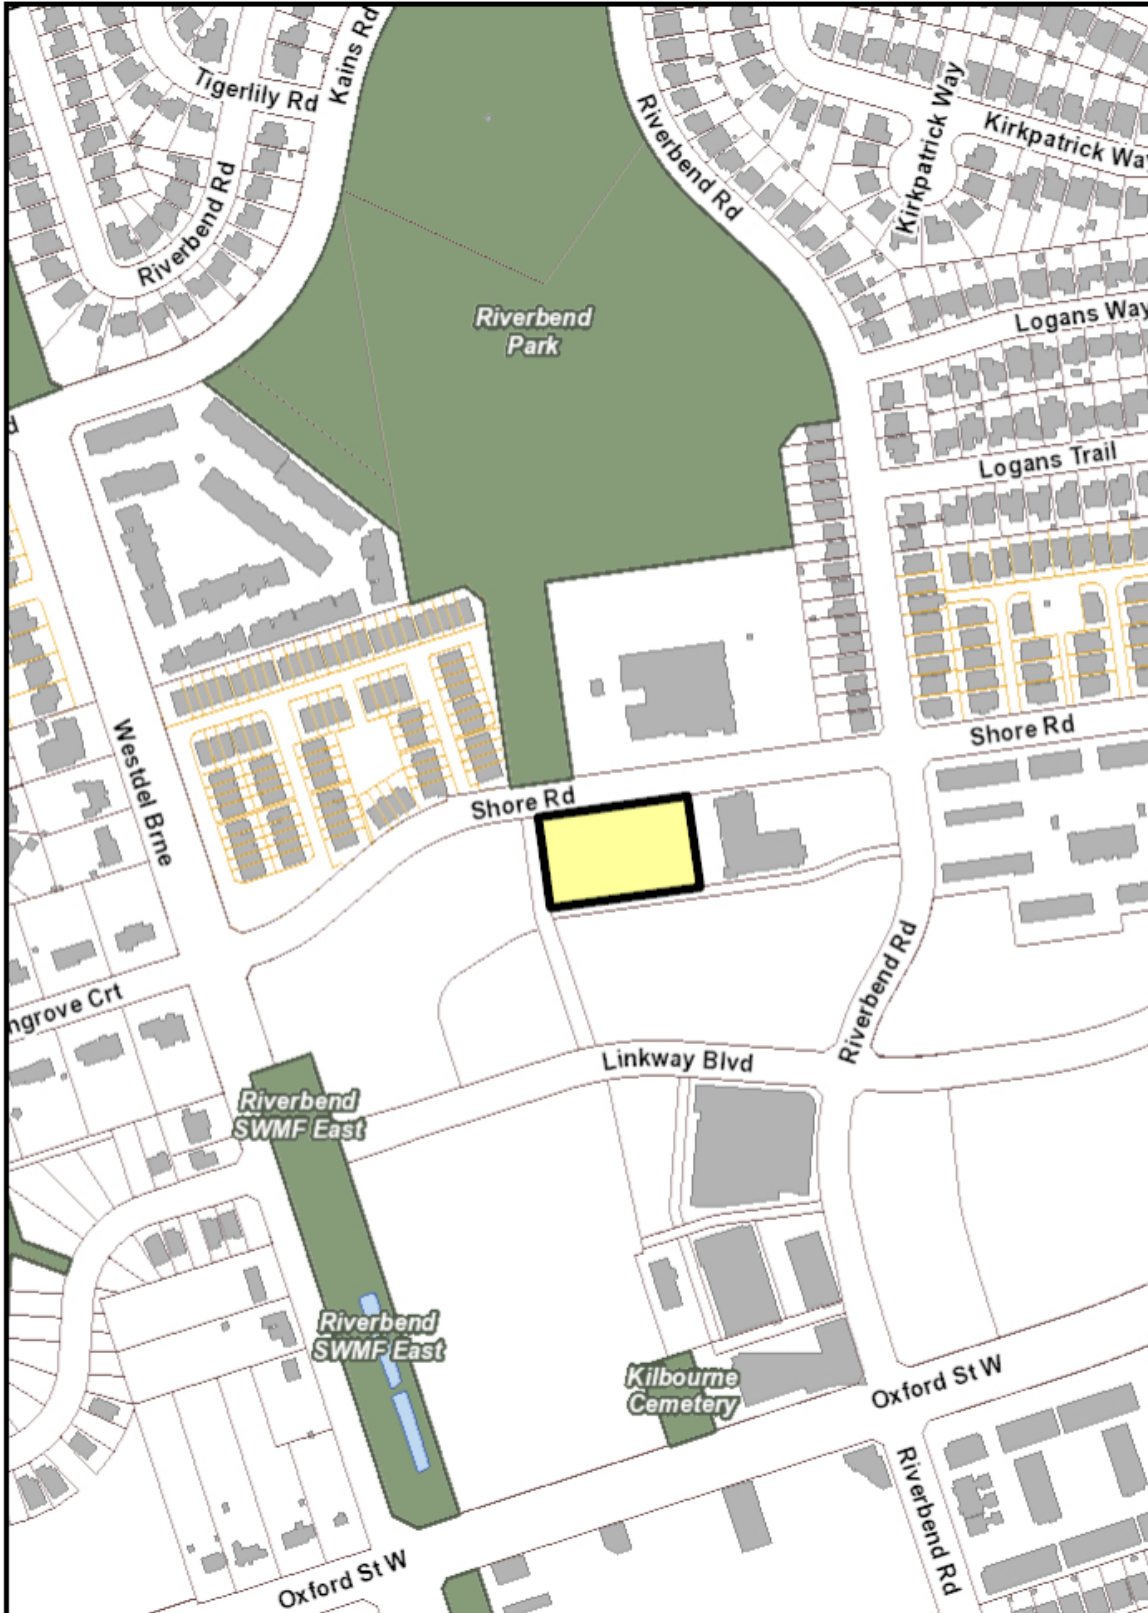 Kains Rd
Tigerlily Rd
Riverbend Rd
Riverbend Rd
Kirkpatrick Way
Kirkpatrick Way
Logans Way
Riverbend
Park
Logans Trail
Shore Rd
Westdel Brne
Shore Rd
Riverbend Rd
ngrove Crt
Linkway Blvd
Riverbend
SWMF East
Riverbend
SWMF East
Kilbourne
Cemetery
Oxford St W
Riverbend Rd
Oxford St W